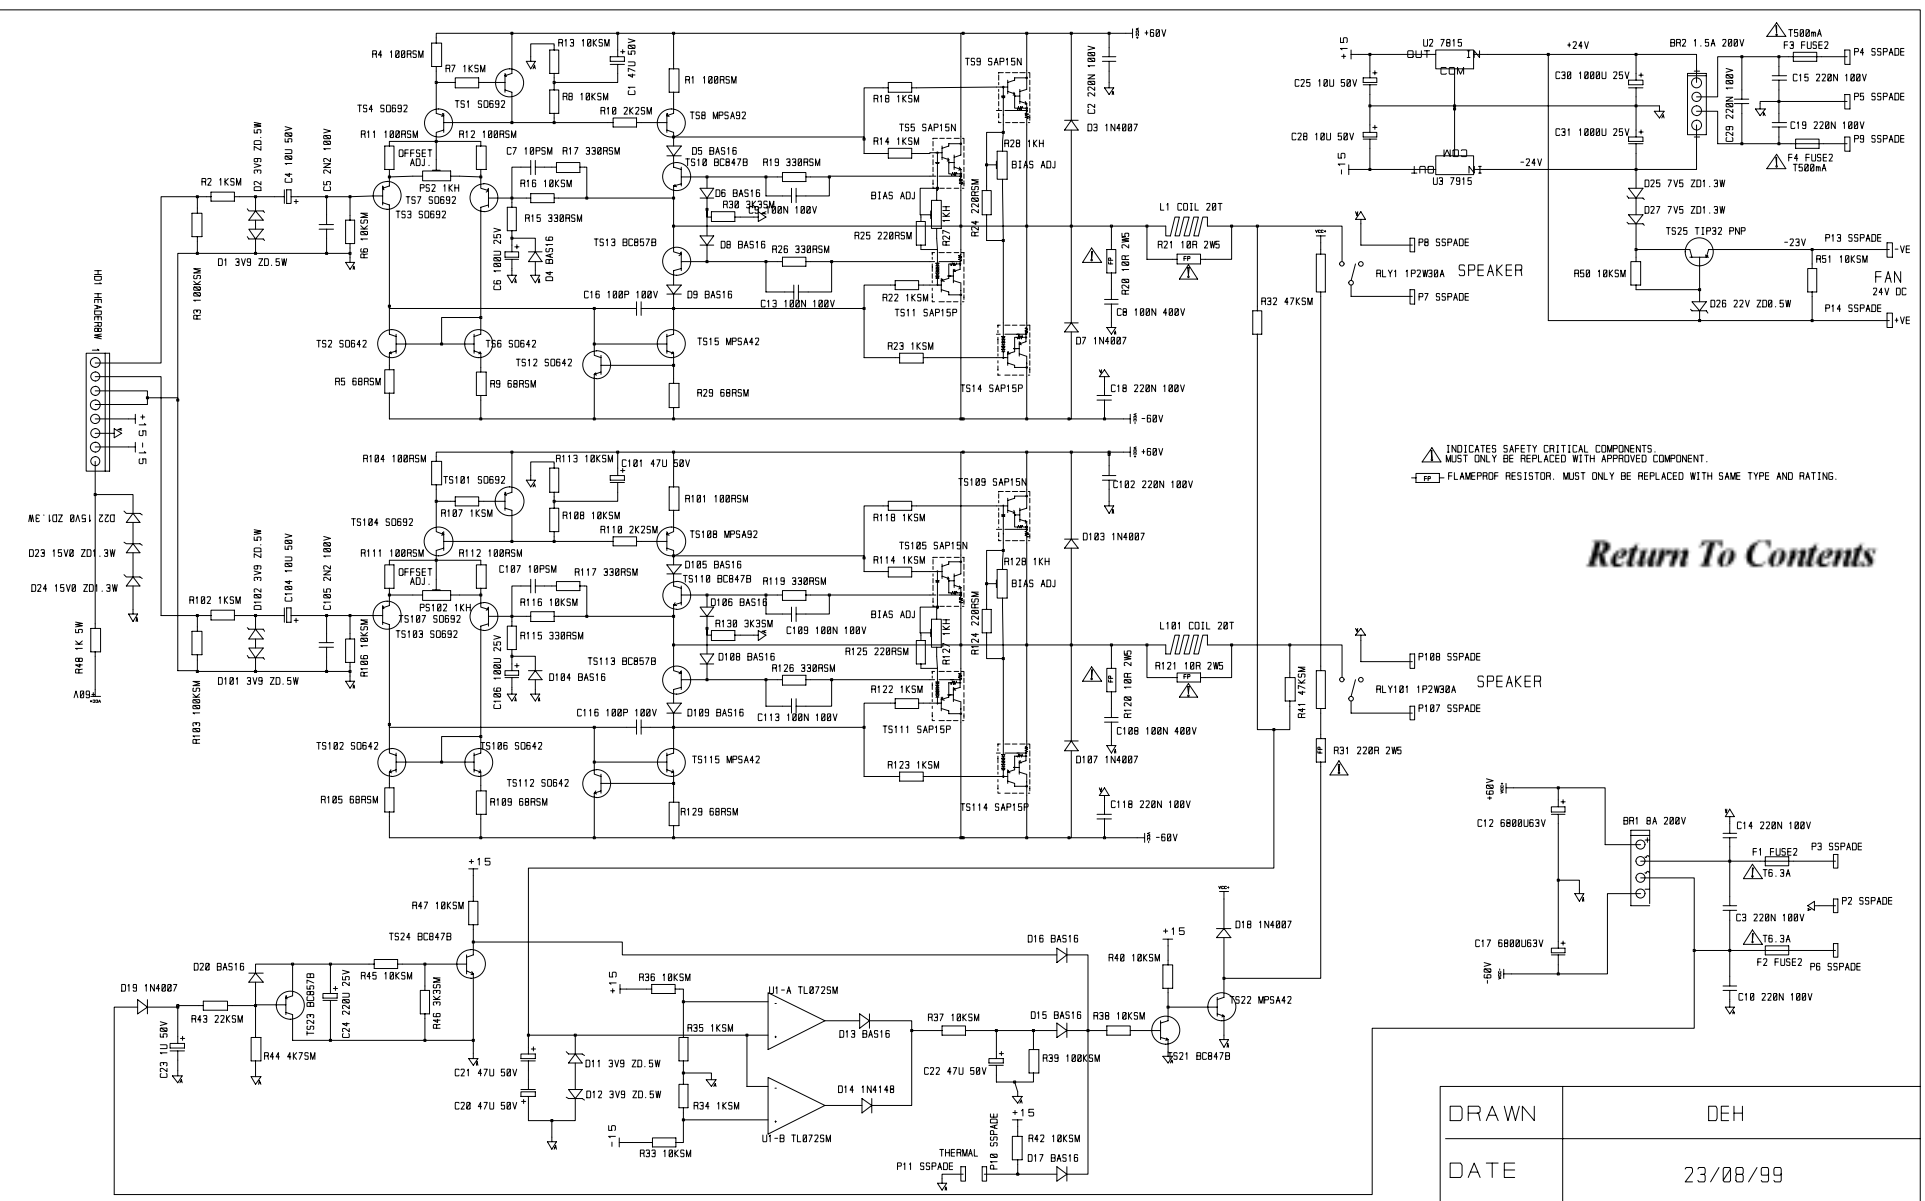 +60V
R4 100RSM
R13 10KSM
C1 47U 50V
R7 1KSM
R1 100RSM
TS9 SAP15N
C2 220N 100V
TS4 SO692
TS1 SO692
R8 10KSM
R10 2K2SM
TS8 MPSA92
R18 1KSM
R11 100RSM
R12 100RSM
OFFSET
ADJ.
C7 10PSM
R17 330RSM
D5 BAS16
TS10 BC847B
R14 1KSM
TS5 SAP15N
R28 1KH
D3 1N4007
BIAS ADJ
R2 1KSM
D2 3V9 ZD.5W
C4 10U 50V
C5 2N2 100V
PS2 1KH
TS7 SO692
TS3 SO692
R16 10KSM
R19 330RSM
D6 BAS16
R30 3K3SM
C9 100N 100V
BIAS ADJ
R15 330RSM
R27 1KH
R24 220RSM
R25 220RSM
R3 100KSM
D1 3V9 ZD.5W
R6 10KSM
C6 100U 25V
D4 BAS16
TS13 BC857B
D8 BAS16
R26 330RSM
L1 COIL 20T
R21 10R 2W5
FP
R20 10R 2W5
FP
C8 100N 400V
C16 100P 100V
D9 BAS16
C13 100N 100V
R22 1KSM
TS11 SAP15P
TS2 SO642
TS6 SO642
TS12 SO642
TS15 MPSA42
R23 1KSM
D7 1N4007
R5 68RSM
R9 68RSM
R29 68RSM
TS14 SAP15P
C18 220N 100V
-60V
R32 47KSM
P8 SSPADE
RLY1 1P2W30A
SPEAKER
P7 SSPADE
+15
U2 7815
OUT
IN
COM
+24V
BR2 1.5A 200V
T500mA
F3 FUSE2
P4 SSPADE
C25 10U 50V
C30 1000U 25V
C29 220N 100V
C15 220N 100V
P5 SSPADE
C28 10U 50V
C31 1000U 25V
C19 220N 100V
P9 SSPADE
F4 FUSE2
T500mA
-15
COM
OUT
IN
U3 7915
-24V
D25 7V5 ZD1.3W
D27 7V5 ZD1.3W
TS25 TIP32 PNP
-23V
P13 SSPADE
-VE
R50 10KSM
R51 10KSM
FAN
24V DC
D26 22V ZD0.5W
P14 SSPADE
+VE
HD1 HEADER8W
1
+15
-15
D22 15V0 ZD1.3W
D23 15V0 ZD1.3W
D24 15V0 ZD1.3W
R48 1K 5W
+60V
+60V
R104 100RSM
R113 10KSM
C101 47U 50V
TS101 SO692
R101 100RSM
TS109 SAP15N
C102 220N 100V
R107 1KSM
TS104 SO692
R108 10KSM
R110 2K2SM
TS108 MPSA92
R118 1KSM
D103 1N4007
R111 100RSM
R112 100RSM
OFFSET
ADJ.
C107 10PSM
R117 330RSM
D105 BAS16
TS110 BC847B
R114 1KSM
TS105 SAP15N
R128 1KH
BIAS ADJ
R102 1KSM
D102 3V9 ZD.5W
C104 10U 50V
C105 2N2 100V
PS102 1KH
TS107 SO692
TS103 SO692
R116 10KSM
R119 330RSM
D106 BAS16
R130 3K3SM
C109 100N 100V
BIAS ADJ
R115 330RSM
R127 1KH
R124 220RSM
R125 220RSM
R103 100KSM
D101 3V9 ZD.5W
R106 10KSM
C106 100U 25V
D104 BAS16
TS113 BC857B
D108 BAS16
R126 330RSM
L101 COIL 20T
R121 10R 2W5
FP
R120 10R 2W5
FP
C108 100N 400V
C116 100P 100V
D109 BAS16
C113 100N 100V
R122 1KSM
TS111 SAP15P
TS102 SO642
TS106 SO642
TS112 SO642
TS115 MPSA42
R123 1KSM
D107 1N4007
R105 68RSM
R109 68RSM
R129 68RSM
TS114 SAP15P
C118 220N 100V
-60V
R41 47KSM
FP
R31 220R 2W5
P108 SSPADE
RLY101 1P2W30A
SPEAKER
P107 SSPADE
INDICATES SAFETY CRITICAL COMPONENTS.
MUST ONLY BE REPLACED WITH APPROVED COMPONENT.
FP
FLAMEPROF RESISTOR. MUST ONLY BE REPLACED WITH SAME TYPE AND RATING.
Return To Contents
+60V
C12 6800U63V
BR1 8A 200V
C14 220N 100V
F1 FUSE2
P3 SSPADE
T6.3A
C3 220N 100V
P2 SSPADE
C17 6800U63V
T6.3A
F2 FUSE2
P6 SSPADE
-60V
C10 220N 100V
+15
R47 10KSM
TS24 BC847B
D20 BAS16
D19 1N4007
R45 10KSM
R43 22KSM
TS23 BC857B
C24 220U 25V
R46 3K3SM
C23 1U 50V
R44 4K7SM
+15
R36 10KSM
U1-A TL072SM
R35 1KSM
D13 BAS16
D16 BAS16
R37 10KSM
D15 BAS16
R38 10KSM
+15
R40 10KSM
D18 1N4007
TS22 MPSA42
TS21 BC847B
R39 100KSM
C22 47U 50V
C21 47U 50V
D11 3V9 ZD.5W
C20 47U 50V
D12 3V9 ZD.5W
R34 1KSM
D14 1N4148
-15
R33 10KSM
U1-B TL072SM
+15
R42 10KSM
THERMAL
P11 SSPADE
P10 SSPADE
D17 BAS16
DRAWN
DEH
DATE
23/08/99